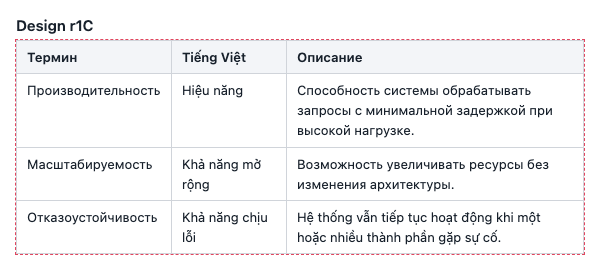 Design r1C
Термин Tiếng Việt Описание
Производительность Hiệu năng Способность системы обрабатывать
запросы с минимальной задержкой при
высокой нагрузке.
Масштабируемость Khả năng mở Возможность увеличивать ресурсы без
rộng изменения архитектуры.
Отказоустойчивость Khả năng chịu Hệ thống vẫn tiếp tục hoạt động khi một
lỗi hoặc nhiều thành phần gặp sự cố.